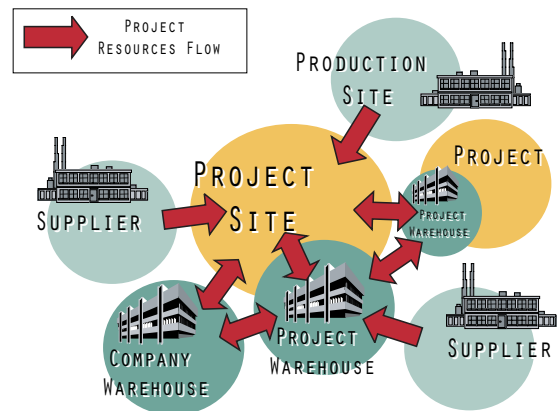 PROJECT
RESOURCES FLOW
PRODUCTION
SITE
PROJECT
PROJECT
SITE
SUPPLIER
PROJECT
WAREHOUSE
PROJECT
WAREHOUSE
COMPANY
WAREHOUSE
SUPPLIER